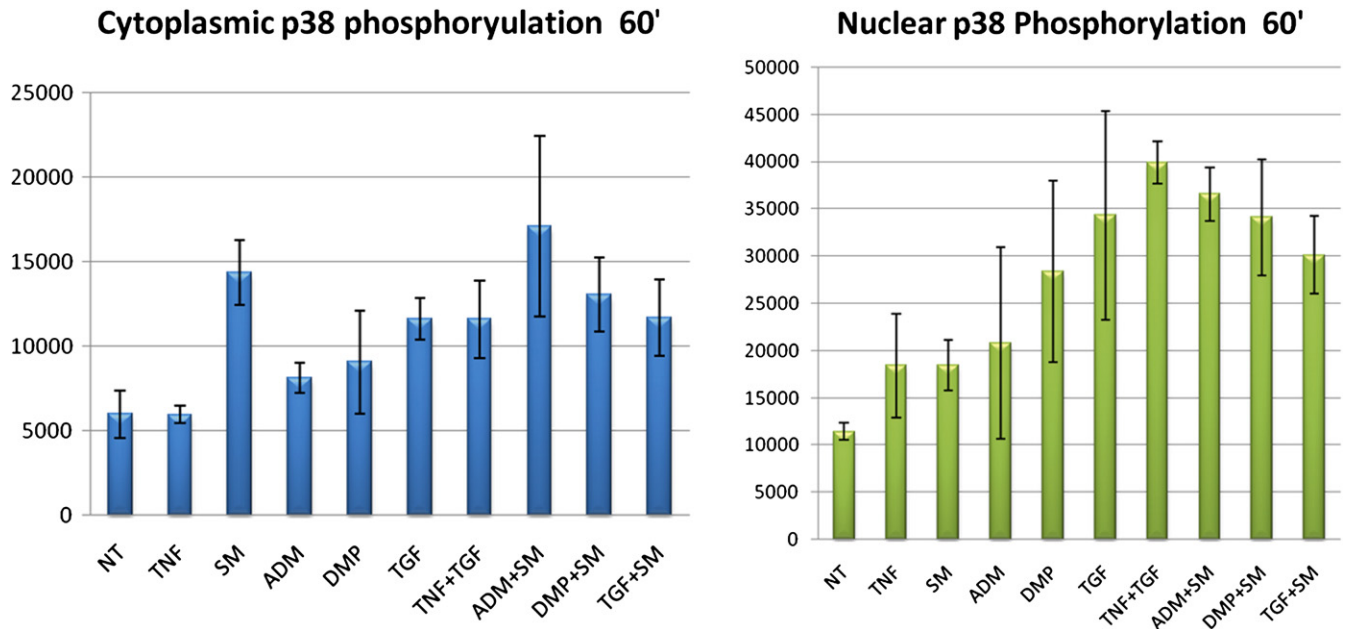 Cytoplasmic p38 phosphoryulation 60'
25000
20000
15000
10000
5000
0
NT
TNF
SM
ADM
DMP
TGF
TNF+TGF
ADM+SM
DMP+SM
TGF+SM
Nuclear p38 Phosphorylation 60'
50000
45000
40000
35000
30000
25000
20000
15000
10000
5000
0
NT
TNF
SM
ADM
DMP
TGF
TNF+TGF
ADM+SM
DMP+SM
TGF+SM